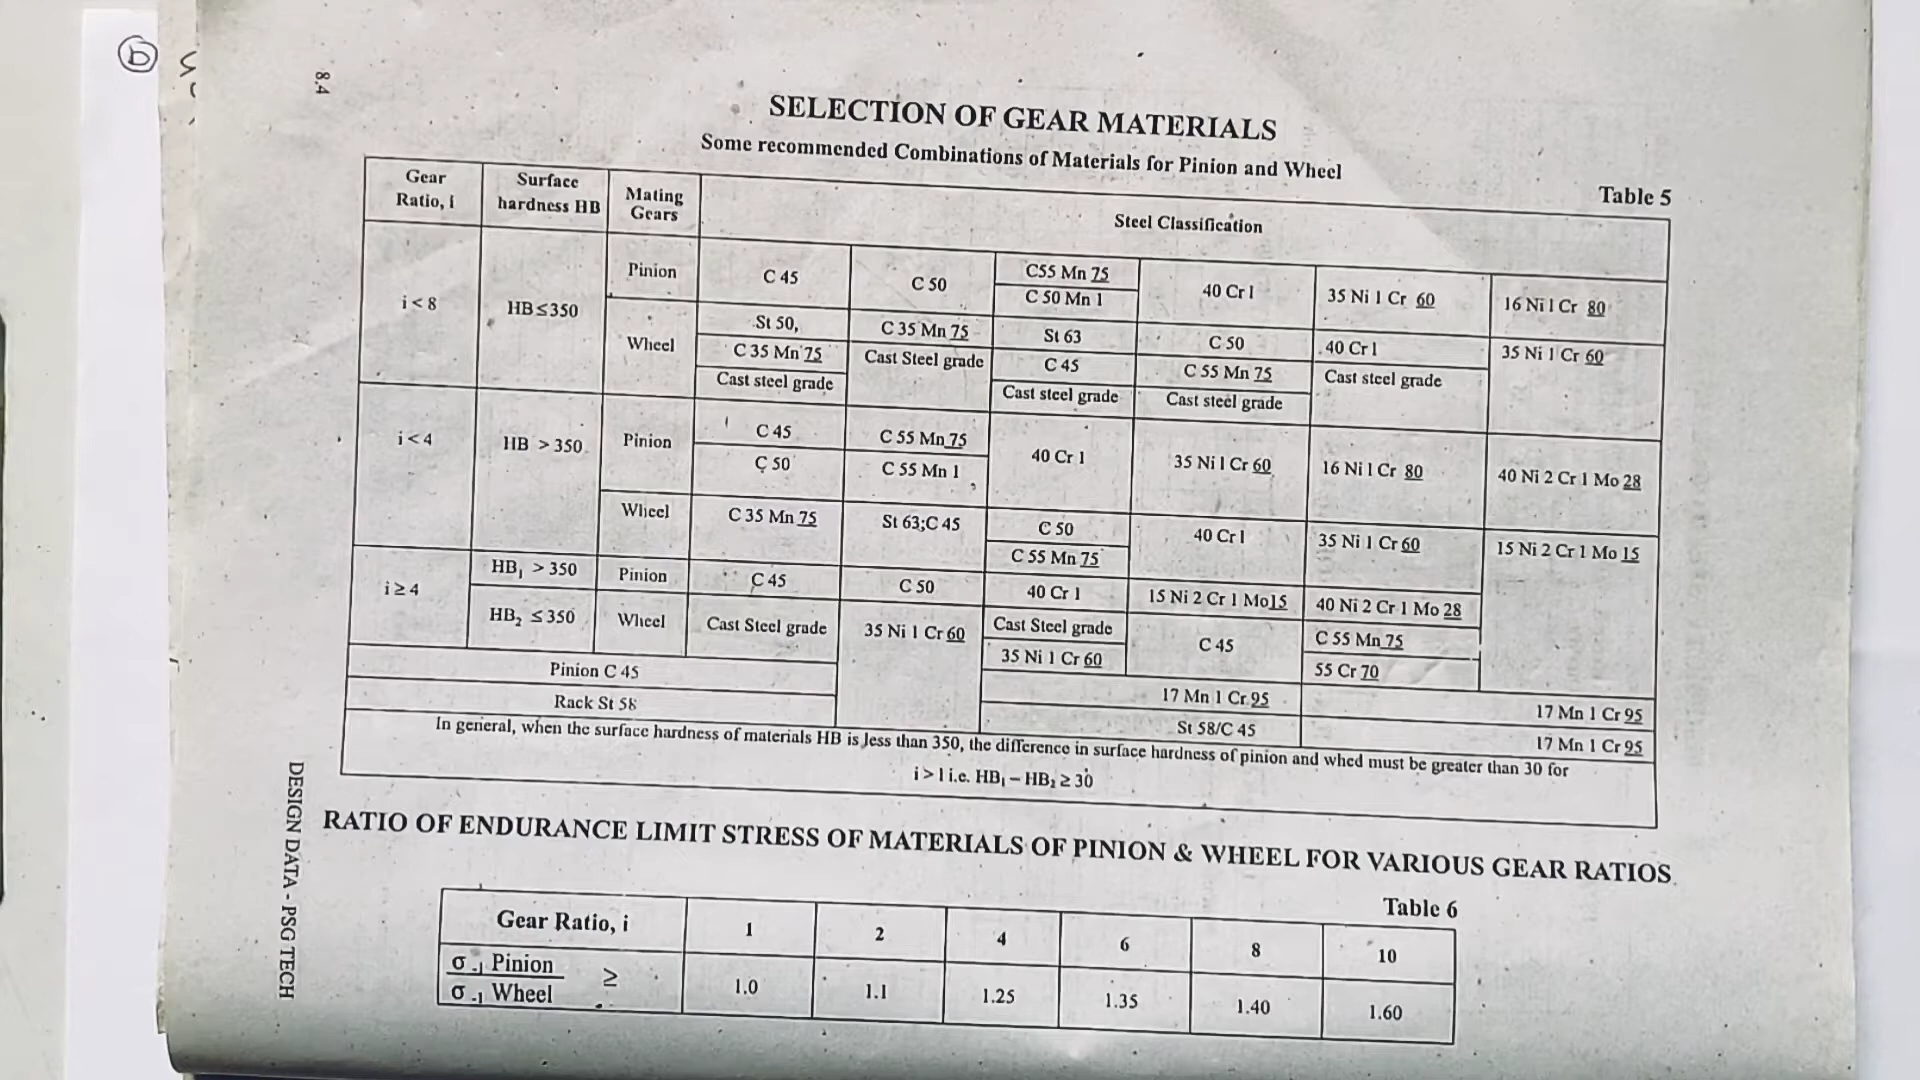 b
8.4
SELECTION OF GEAR MATERIALS
Some recommended Combinations of Materials for Pinion and Wheel
Table 5
Gear Ratio, i | Surface hardness HB | Mating Gears | Steel Classification
i < 8 | HB ≤ 350 | Pinion | C 45 | C 50 | C55 Mn 75 | 40 Cr 1 | 35 Ni 1 Cr 60 | 16 Ni 1 Cr 80
C 50 Mn 1
Wheel | St 50, | C 35 Mn 75 | St 63 | C 50 | 40 Cr 1 | 35 Ni 1 Cr 60
C 35 Mn 75 | Cast Steel grade | C 45 | C 55 Mn 75 | Cast steel grade
Cast steel grade | Cast steel grade | Cast steel grade
i < 4 | HB > 350 | Pinion | C 45 | C 55 Mn 75 | 40 Cr 1 | 35 Ni 1 Cr 60 | 16 Ni 1 Cr 80 | 40 Ni 2 Cr 1 Mo 28
C 50 | C 55 Mn 1
Wheel | C 35 Mn 75 | St 63;C 45 | C 50 | 40 Cr 1 | 35 Ni 1 Cr 60 | 15 Ni 2 Cr 1 Mo 15
C 55 Mn 75
i ≥ 4 | HB₁ > 350 | Pinion | C 45 | C 50 | 40 Cr 1 | 15 Ni 2 Cr 1 Mo15 | 40 Ni 2 Cr 1 Mo 28
HB₂ ≤ 350 | Wheel | Cast Steel grade | 35 Ni 1 Cr 60 | Cast Steel grade | C 45 | C 55 Mn 75
35 Ni 1 Cr 60 | 55 Cr 70
Pinion C 45 | 17 Mn 1 Cr 95 | 17 Mn 1 Cr 95
Rack St 58 | St 58/C 45 | 17 Mn 1 Cr 95
In general, when the surface hardness of materials HB is less than 350, the difference in surface hardness of pinion and whed must be greater than 30 for
i > 1 i.e. HB₁ – HB₂ ≥ 30
RATIO OF ENDURANCE LIMIT STRESS OF MATERIALS OF PINION & WHEEL FOR VARIOUS GEAR RATIOS
Table 6
Gear Ratio, i | 1 | 2 | 4 | 6 | 8 | 10
σ₋₁ Pinion
σ₋₁ Wheel ≥ | 1.0 | 1.1 | 1.25 | 1.35 | 1.40 | 1.60
DESIGN DATA - PSG TECH